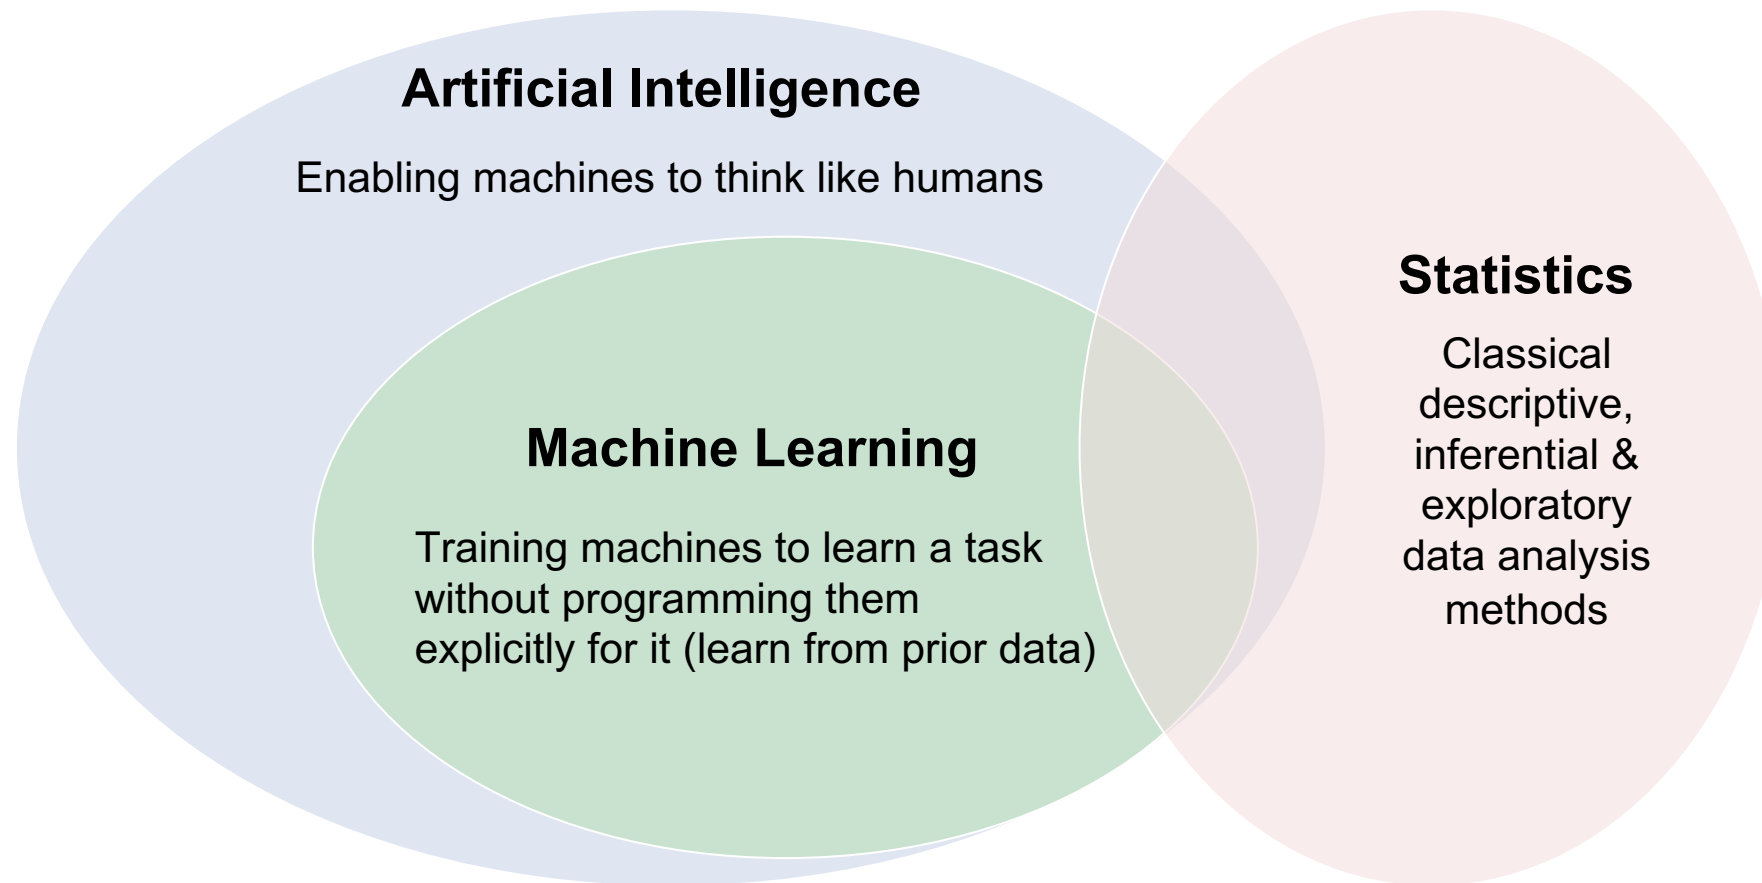 Artificial Intelligence
Enabling machines to think like humans
Machine Learning
Training machines to learn a task
without programming them
explicitly for it (learn from prior data)
Statistics
Classical
descriptive,
inferential &
exploratory
data analysis
methods